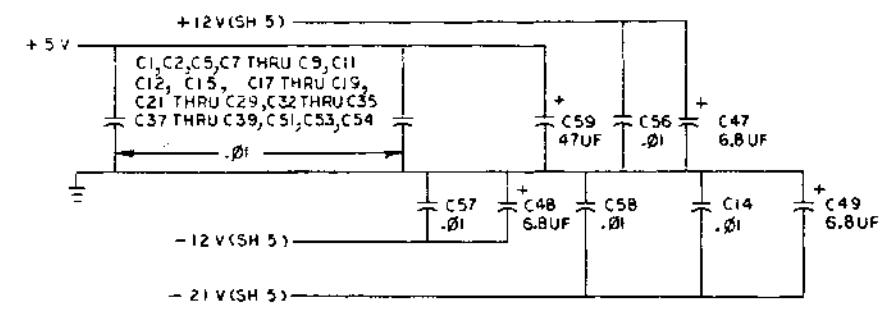 +12V(SH 5)
+5V
C1,C2,C5,C7 THRU C9,C11
C12, C15, C17 THRU C19,
C21 THRU C29,C32 THRU C35
C37 THRU C39,C51,C53,C54
.Ø1
+ C59
47UF
C56
.Ø1
+ C47
6.8UF
C57
.Ø1
+ C48
6.8UF
C58
.Ø1
C14
.Ø1
+ C49
6.8UF
-12V(SH 5)
-21V(SH 5)